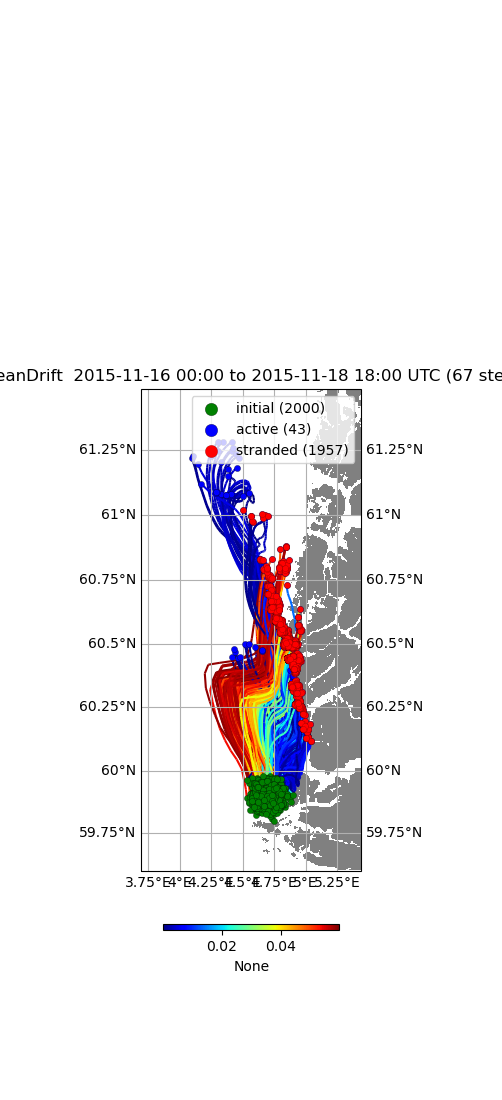 eanDrift 2015-11-16 00:00 to 2015-11-18 18:00 UTC (67 ste
initial (2000)
active (43)
stranded (1957)
61.25°N 61.25°N
61°N 61°N
60.75°N 60.75°N
60.5°N 60.5°N
60.25°N 60.25°N
60°N 60°N
59.75°N 59.75°N
3.75°E 4°E 4.25°E 4.5°E 4.75°E 5°E 5.25°E
0.02 0.04
None